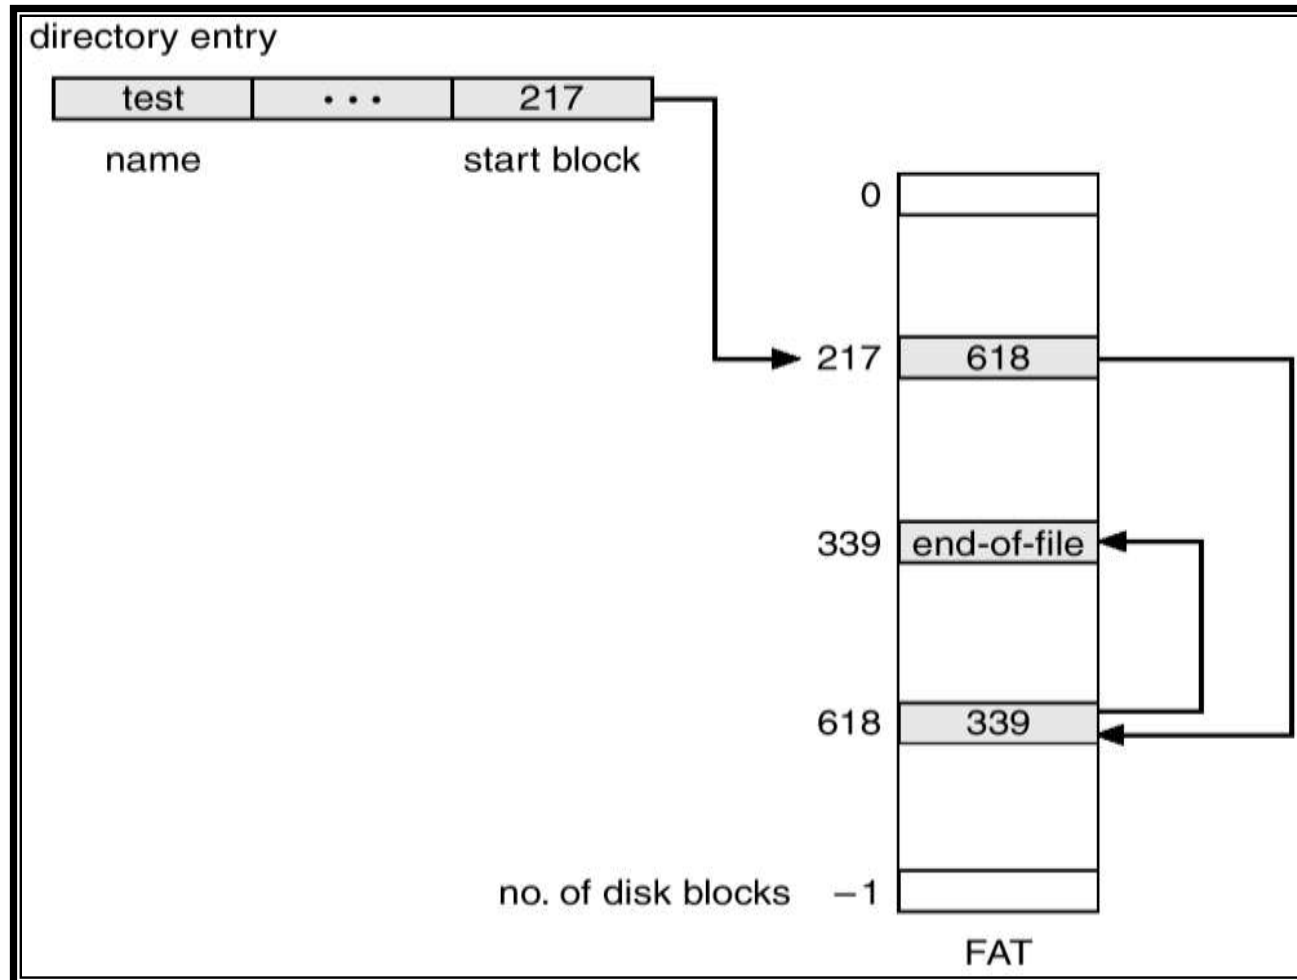 directory entry
test ••• 217
name start block
0
217 618
339 end-of-file
618 339
no. of disk blocks –1
FAT